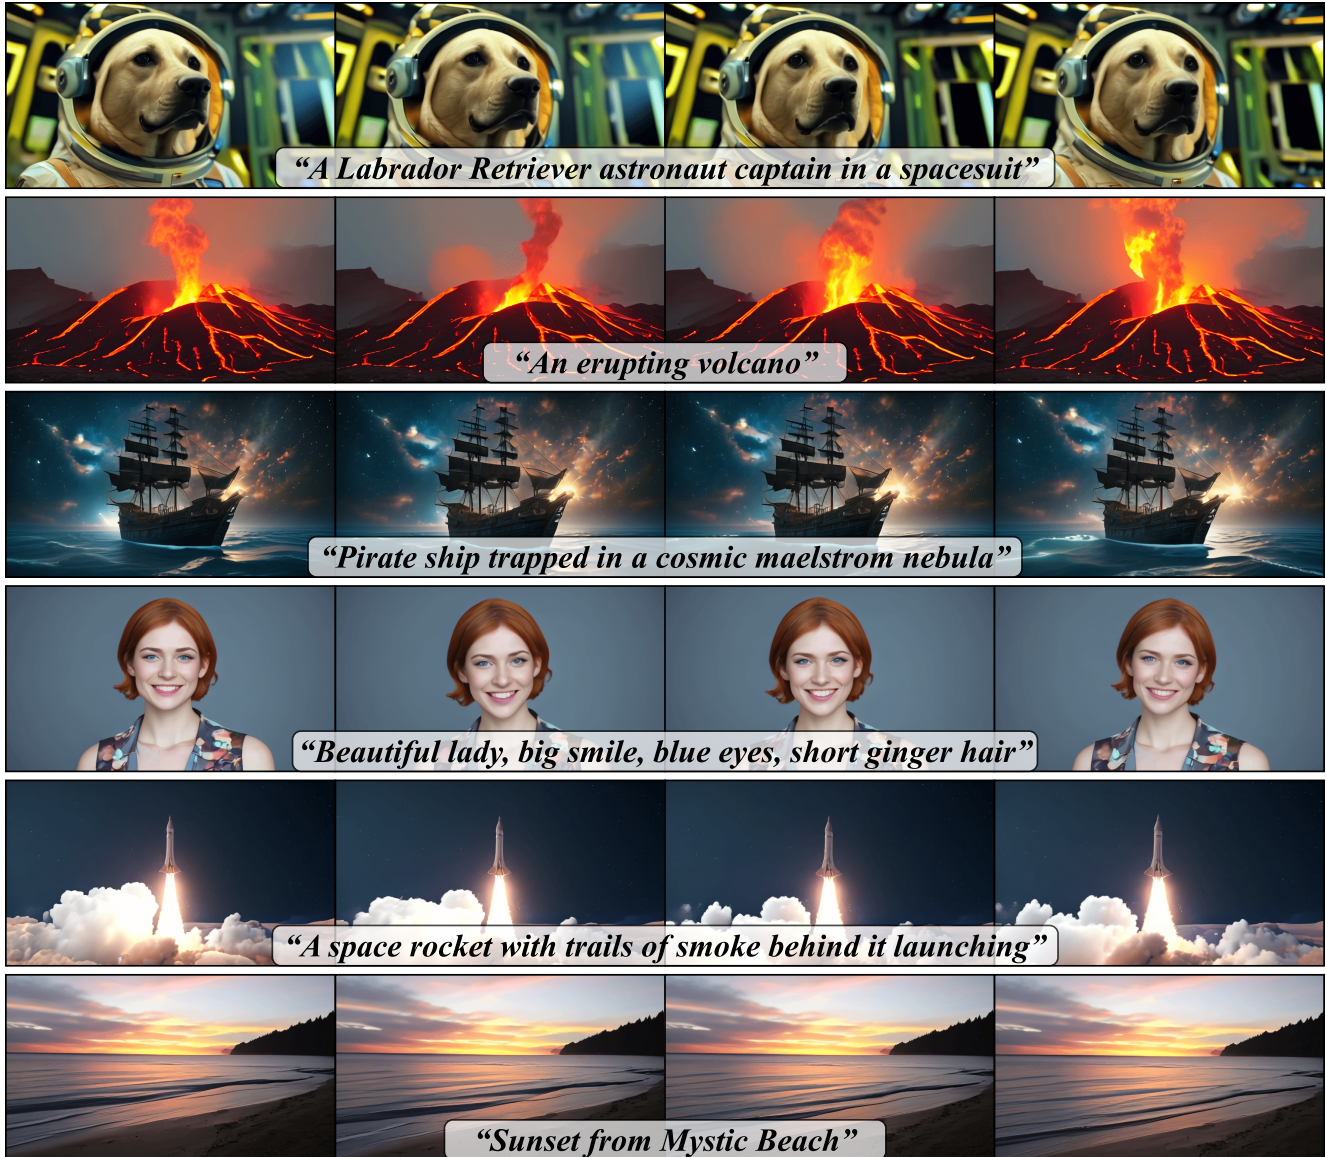 “A Labrador Retriever astronaut captain in a spacesuit”
“An erupting volcano”
“Pirate ship trapped in a cosmic maelstrom nebula”
“Beautiful lady, big smile, blue eyes, short ginger hair”
“A space rocket with trails of smoke behind it launching”
“Sunset from Mystic Beach”